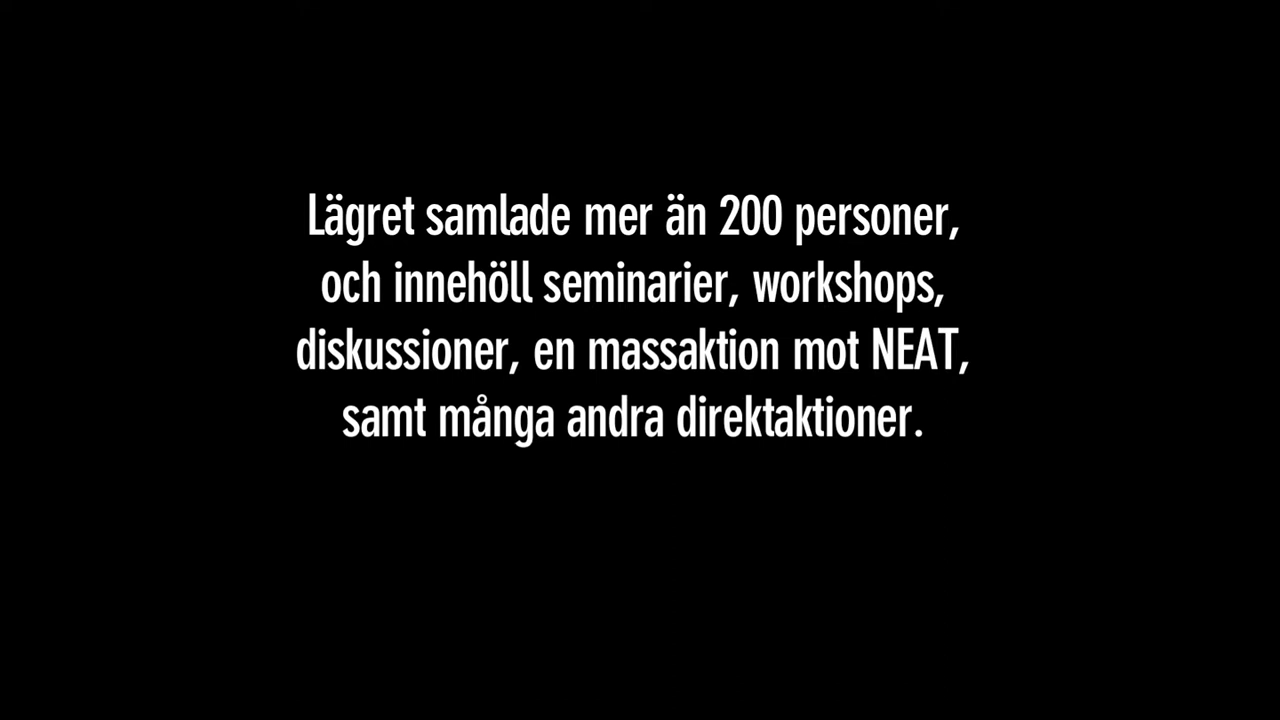 Lägret samlade mer än 200 personer,
och innehöll seminarier, workshops,
diskussioner, en massaktion mot NEAT,
samt många andra direktaktioner.